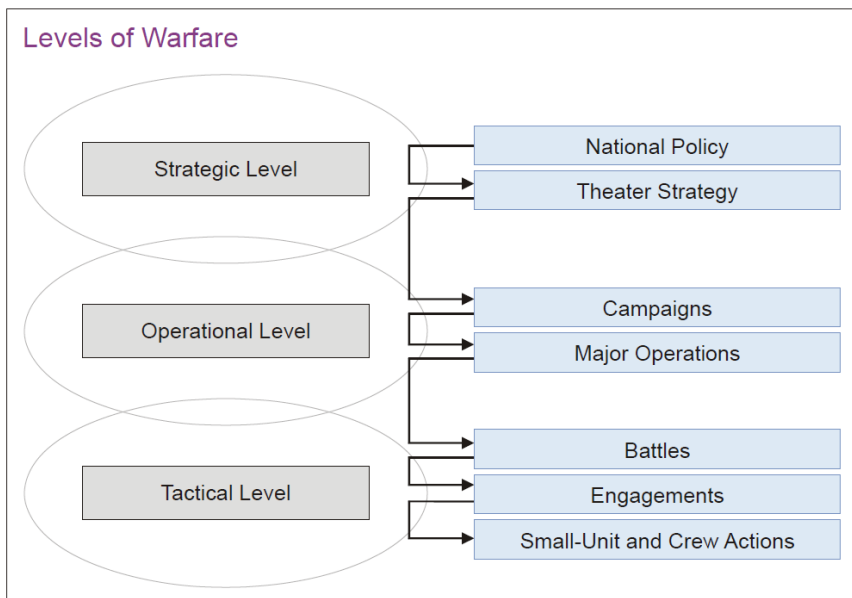 Levels of Warfare
Strategic Level
National Policy
Theater Strategy
Operational Level
Campaigns
Major Operations
Tactical Level
Battles
Engagements
Small-Unit and Crew Actions